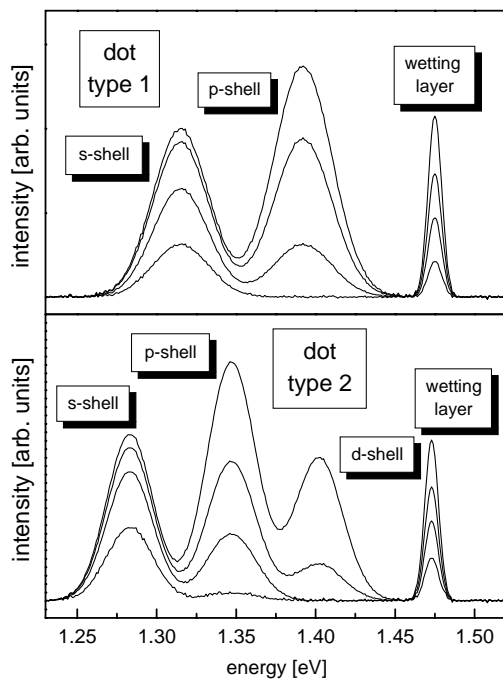 dot
type 1
p-shell
wetting
layer
s-shell
intensity [arb. units]
p-shell
dot
type 2
s-shell
wetting
layer
d-shell
intensity [arb. units]
1.25 1.30 1.35 1.40 1.45 1.50
energy [eV]